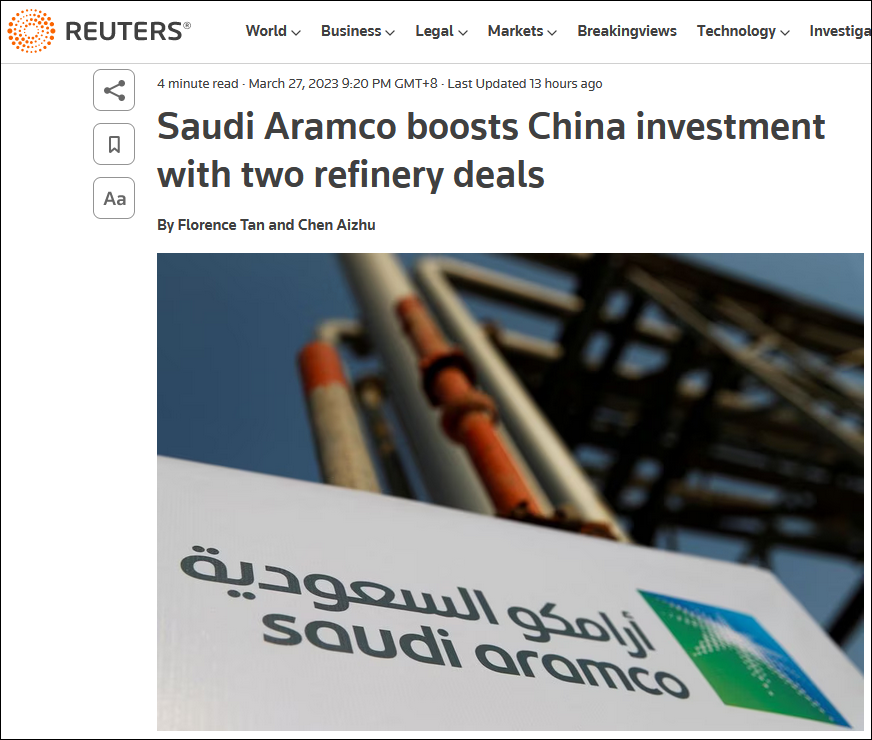 REUTERS®
World Business Legal Markets Breakingviews Technology Investiga
4 minute read · March 27, 2023 9:20 PM GMT+8 · Last Updated 13 hours ago
Saudi Aramco boosts China investment
with two refinery deals
Aa
By Florence Tan and Chen Aizhu
أرامكو السعودية
saudi aramco